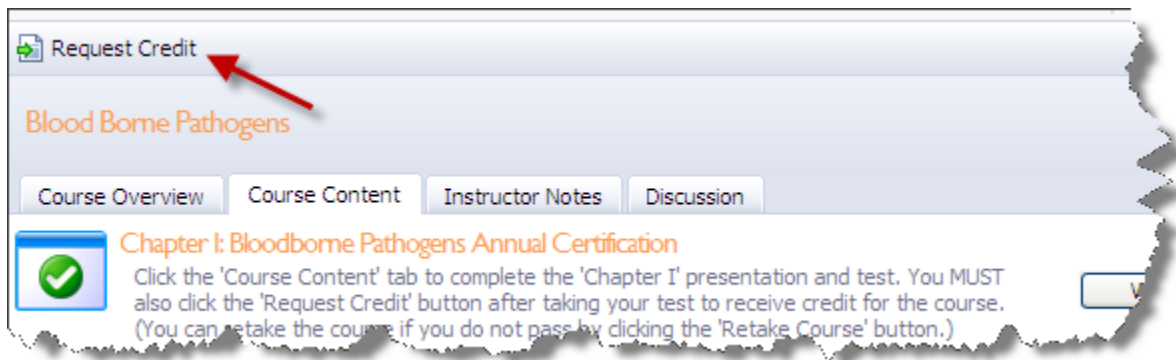 Request Credit
Blood Borne Pathogens
Course Overview Course Content Instructor Notes Discussion
Chapter I: Bloodborne Pathogens Annual Certification
Click the 'Course Content' tab to complete the 'Chapter I' presentation and test. You MUST
also click the 'Request Credit' button after taking your test to receive credit for the course.
(You can retake the course if you do not pass by clicking the 'Retake Course' button.)